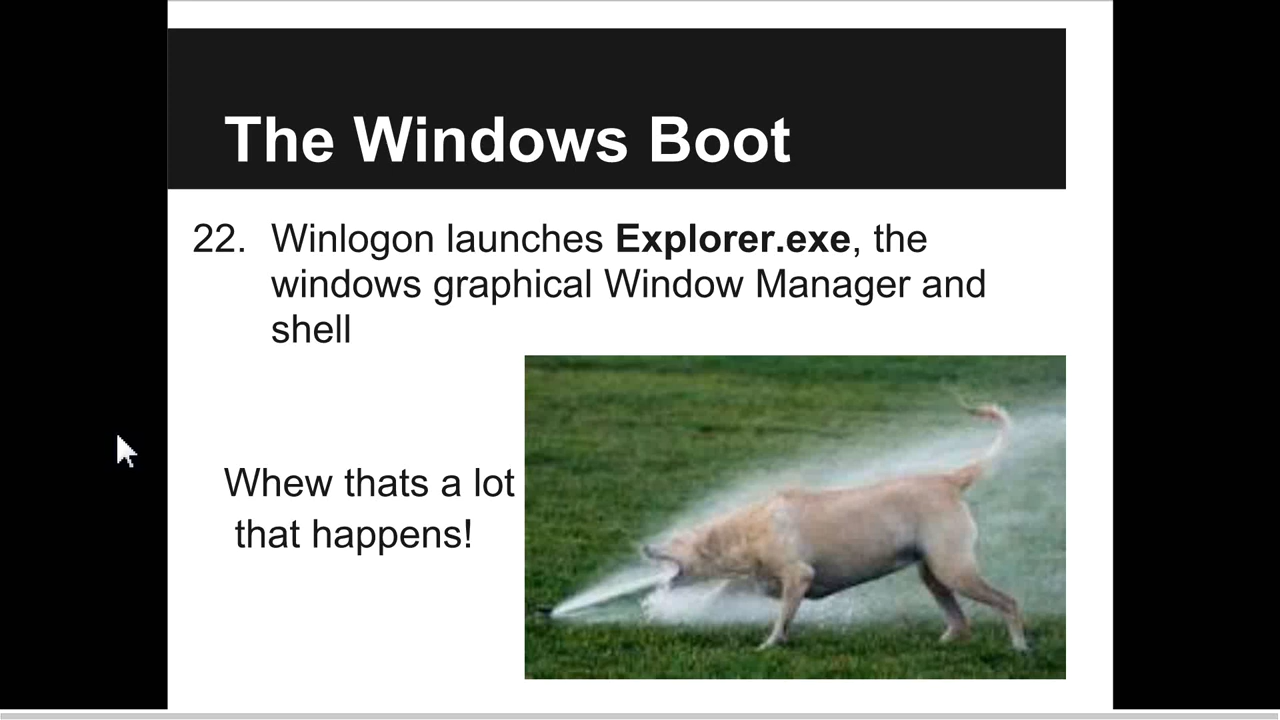 The Windows Boot
22. Winlogon launches Explorer.exe, the
windows graphical Window Manager and
shell
Whew thats a lot
that happens!